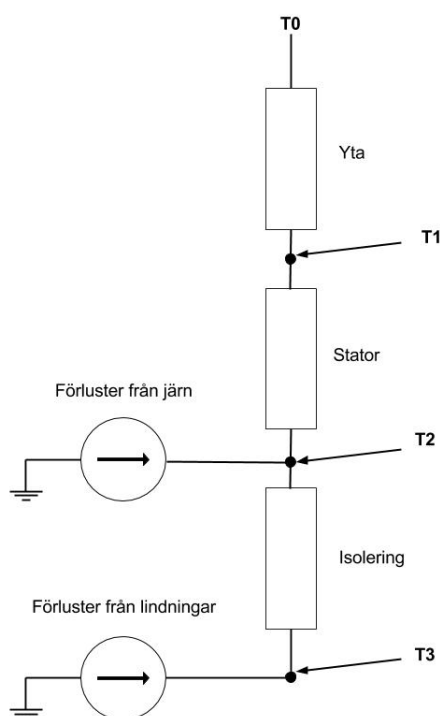 T0
Yta
T1
Stator
Förluster från järn
T2
Isolering
Förluster från lindningar
T3